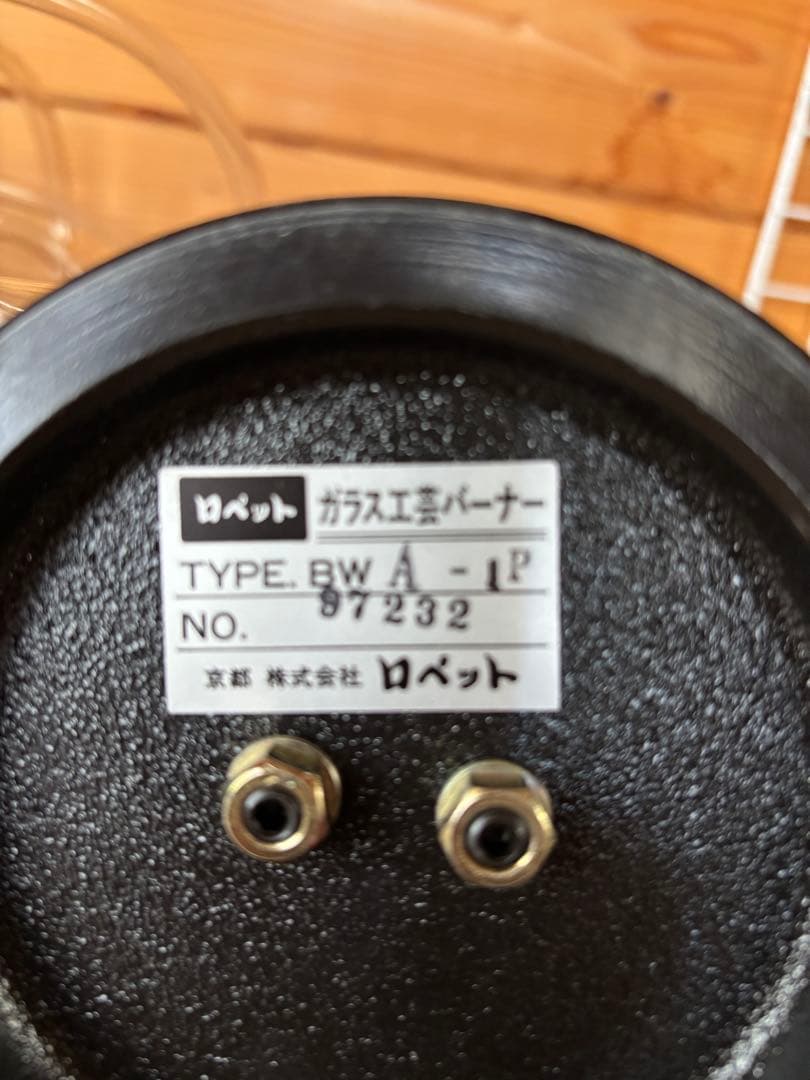 ロペット ガラス工芸バーナー
TYPE. BW A - 1P
NO. 97232
京都 株式会社 ロペット